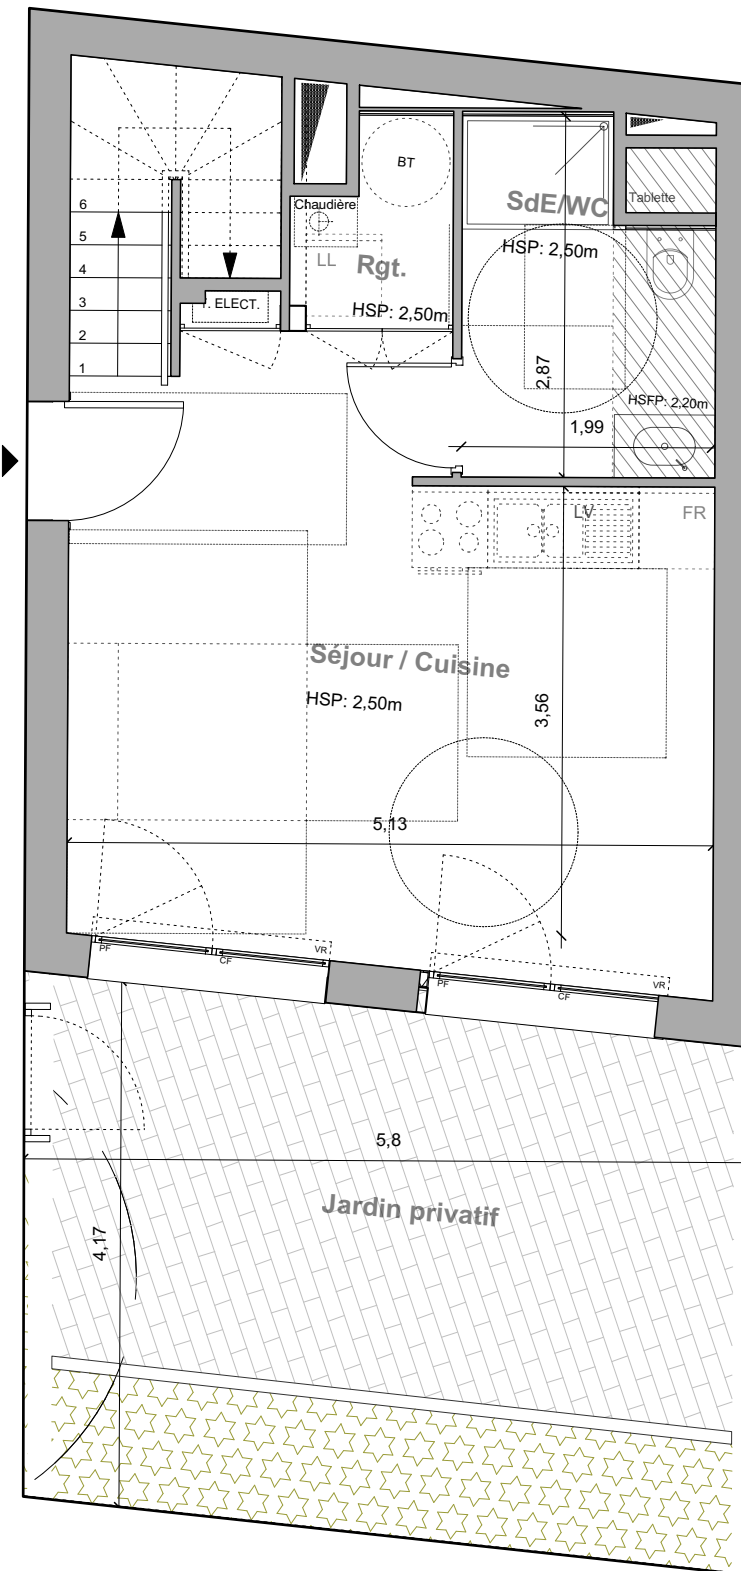 BT
SdE/WC
Tablette
Chaudière
6
5
4
3
2
1
LL
Rgt.
HSP: 2,50m
HSP: 2,50m
T. ELECT.
2,87
HSFP: 2,20m
1,99
LV
FR
Séjour / Cuisine
HSP: 2,50m
3,56
5,13
PF
CF
VR
PF
CF
VR
5,8
Jardin privatif
4,17